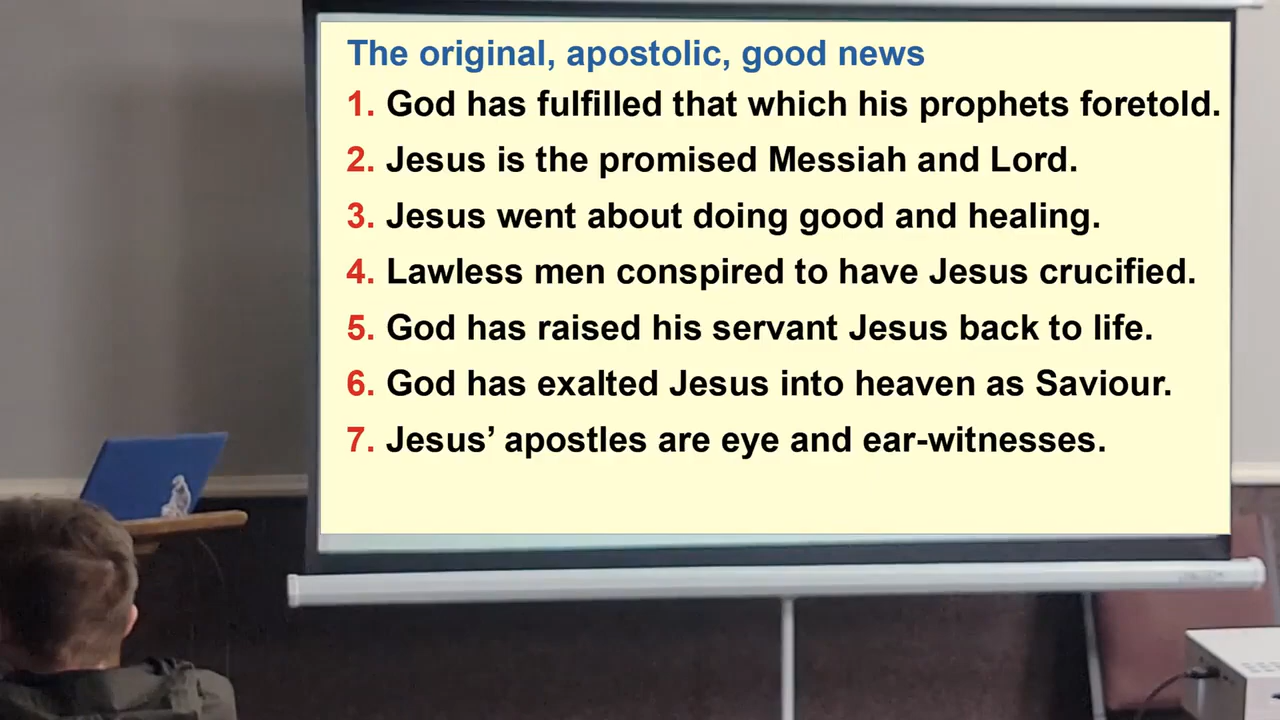 The original, apostolic, good news
1. God has fulfilled that which his prophets foretold.
2. Jesus is the promised Messiah and Lord.
3. Jesus went about doing good and healing.
4. Lawless men conspired to have Jesus crucified.
5. God has raised his servant Jesus back to life.
6. God has exalted Jesus into heaven as Saviour.
7. Jesus’ apostles are eye and ear-witnesses.